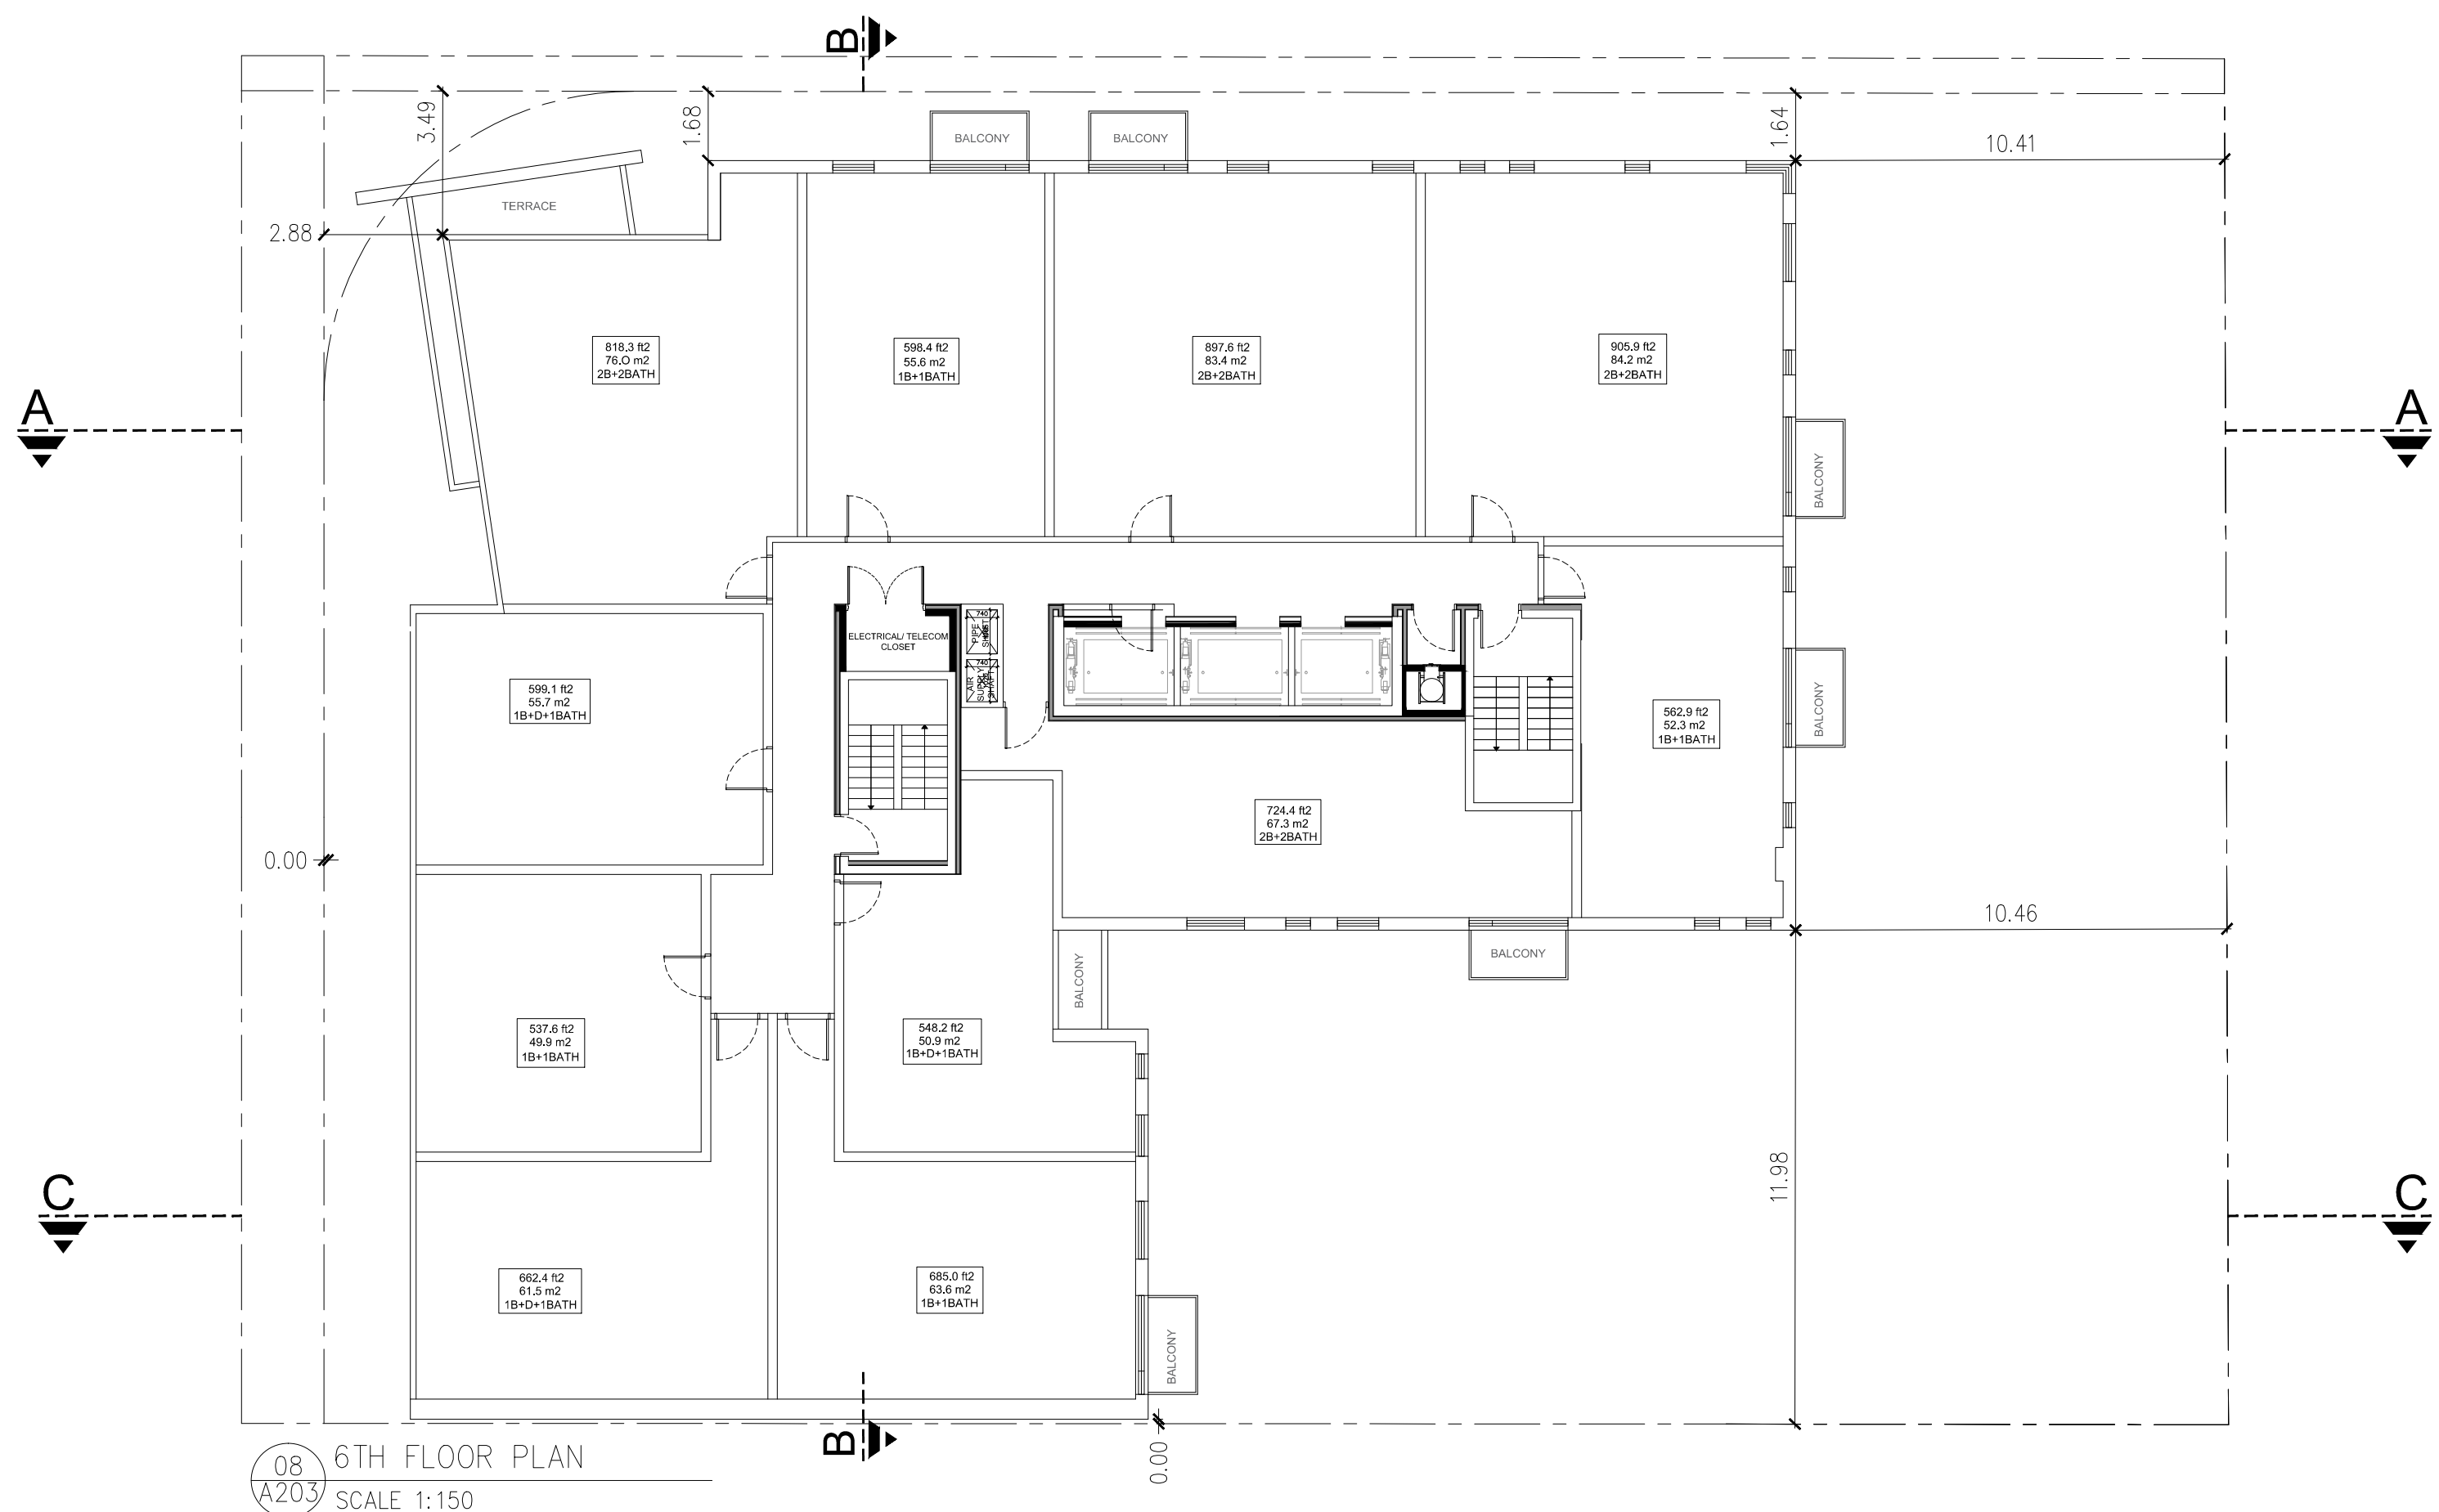 B
3.49
1.68
1.64
10.41
BALCONY
BALCONY
TERRACE
2.88
818.3 ft2
76.0 m2
2B+2BATH
598.4 ft2
55.6 m2
1B+1BATH
897.6 ft2
83.4 m2
2B+2BATH
905.9 ft2
84.2 m2
2B+2BATH
A
A
BALCONY
ELECTRICAL/ TELECOM
CLOSET
740
PIPE
740
AIR
SUPPLY
SHAFT
599.1 ft2
55.7 m2
1B+D+1BATH
562.9 ft2
52.3 m2
1B+1BATH
BALCONY
724.4 ft2
67.3 m2
2B+2BATH
0.00
10.46
BALCONY
BALCONY
537.6 ft2
49.9 m2
1B+1BATH
548.2 ft2
50.9 m2
1B+D+1BATH
11.98
C
C
662.4 ft2
61.5 m2
1B+D+1BATH
685.0 ft2
63.6 m2
1B+1BATH
BALCONY
B
0.00
08
A203
6TH FLOOR PLAN
SCALE 1:150